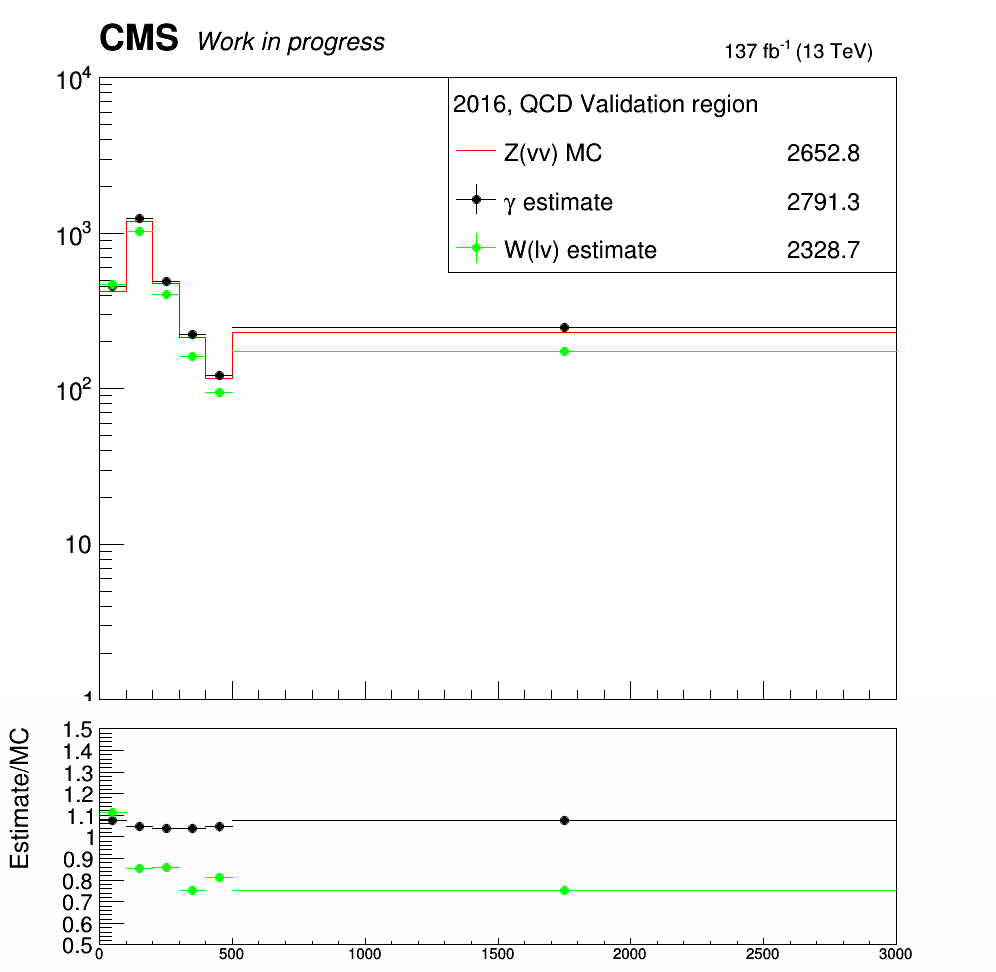 CMS Work in progress
137 fb⁻¹ (13 TeV)
2016, QCD Validation region
Z(νν) MC 2652.8
γ estimate 2791.3
W(lν) estimate 2328.7
10⁴
10³
10²
10
1
Estimate/MC
1.5
1.4
1.3
1.2
1.1
1
0.9
0.8
0.7
0.6
0.5
0 500 1000 1500 2000 2500 3000